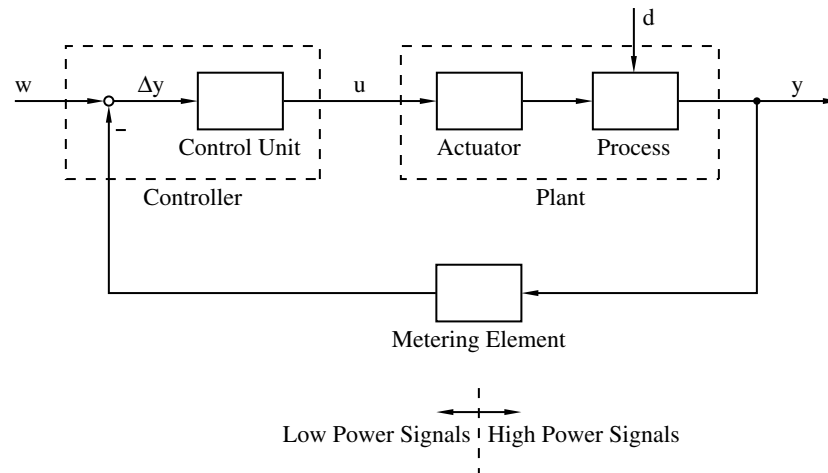 d
w
Δy
u
y
−
Control Unit
Actuator
Process
Controller
Plant
Metering Element
Low Power Signals
High Power Signals